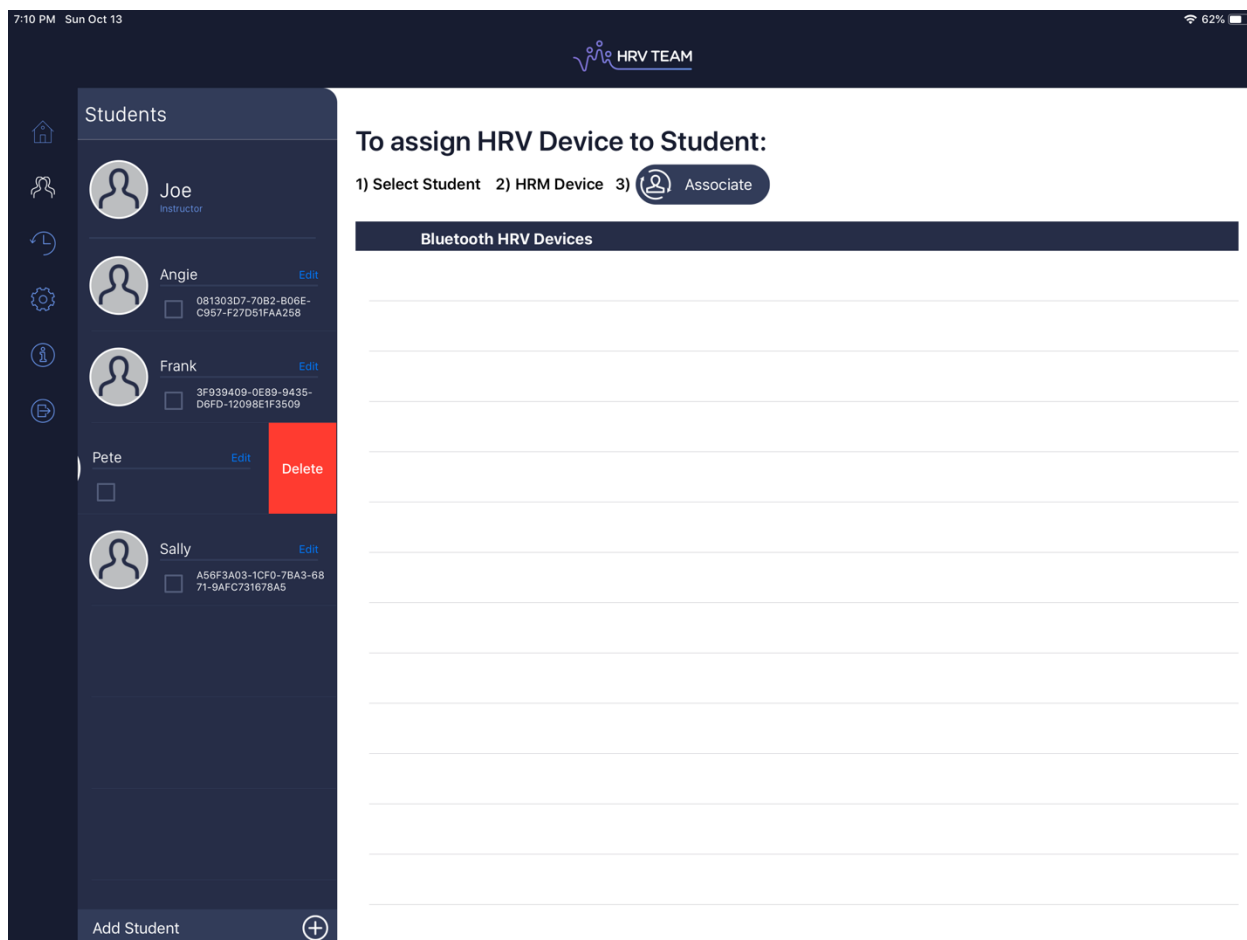 7:10 PM Sun Oct 13
62%
HRV TEAM
Students
Joe
Instructor
Angie Edit
081303D7-70B2-B06E-
C957-F27D51FAA258
Frank Edit
3F939409-0E89-9435-
D6FD-12098E1F3509
Pete Edit
Delete
Sally Edit
A56F3A03-1CF0-7BA3-68
71-9AFC731678A5
Add Student
To assign HRV Device to Student:
1) Select Student 2) HRM Device 3) Associate
Bluetooth HRV Devices